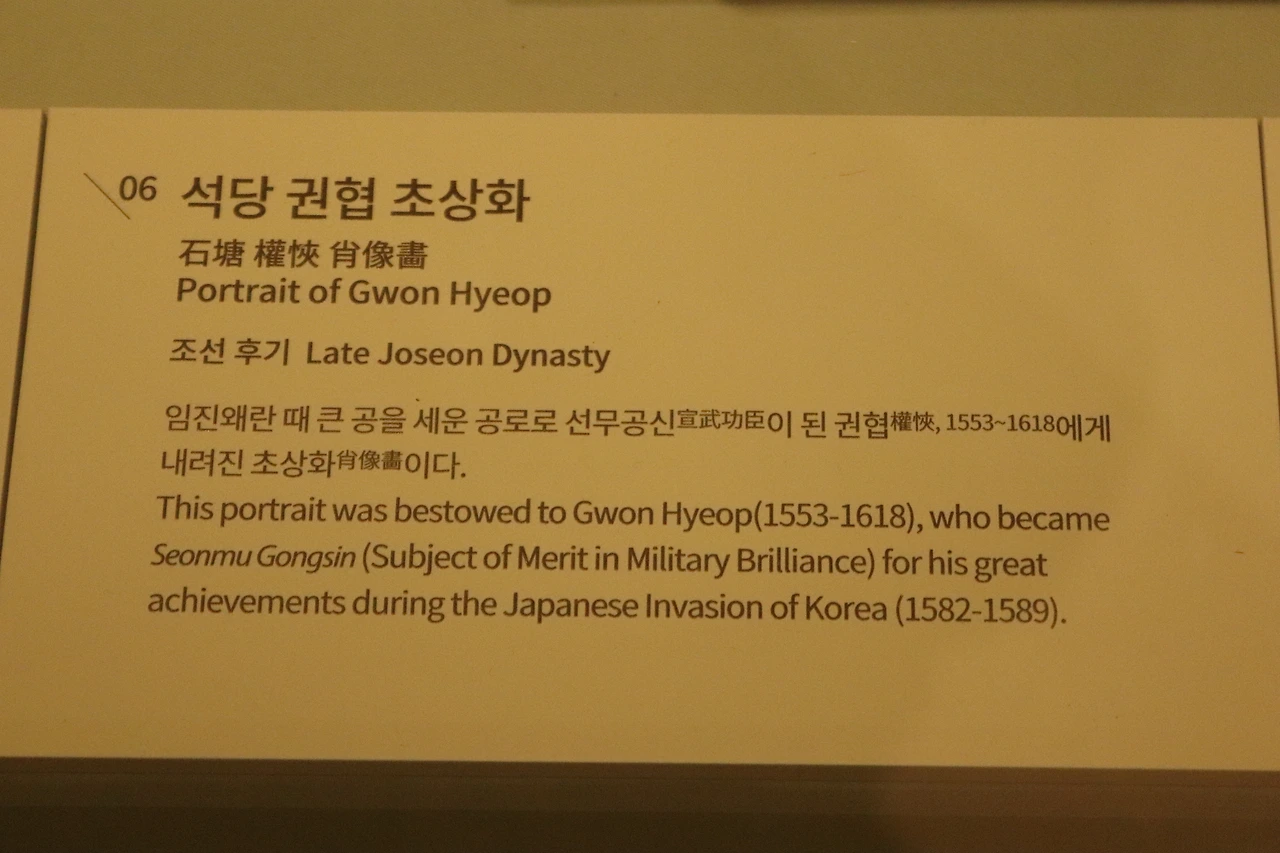 06 석당 권협 초상화
石塘 權悏 肖像畵
Portrait of Gwon Hyeop
조선 후기 Late Joseon Dynasty
임진왜란 때 큰 공을 세운 공로로 선무공신宣武功臣이 된 권협權悏, 1553~1618에게
내려진 초상화肖像畵이다.
This portrait was bestowed to Gwon Hyeop(1553-1618), who became
Seonmu Gongsin (Subject of Merit in Military Brilliance) for his great
achievements during the Japanese Invasion of Korea (1582-1589).